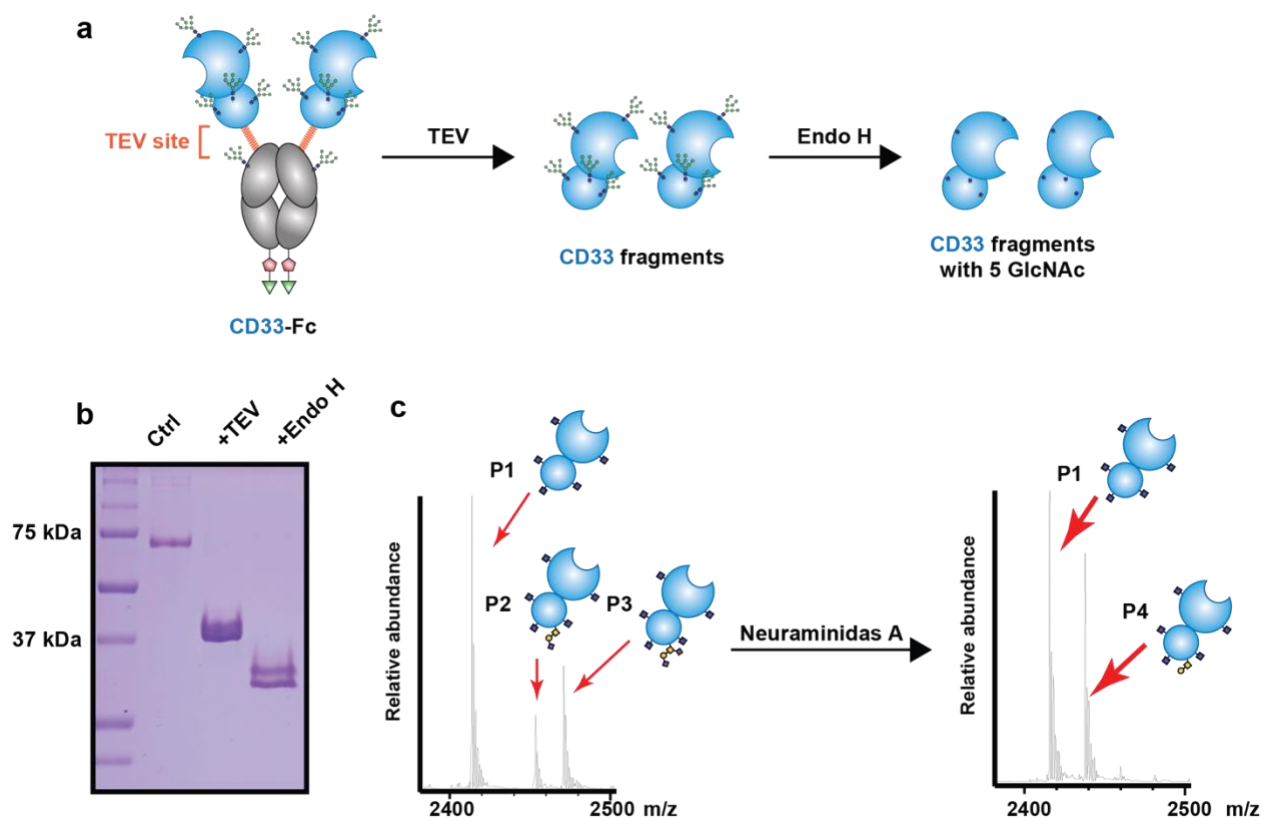 a
TEV site
TEV
Endo H
CD33 fragments
CD33 fragments
with 5 GlcNAc
CD33-Fc
b
Ctrl
+TEV
+Endo H
75 kDa
37 kDa
c
P1
P2
P3
Relative abundance
2400
2500 m/z
Neuraminidas A
P1
P4
Relative abundance
2400
2500 m/z